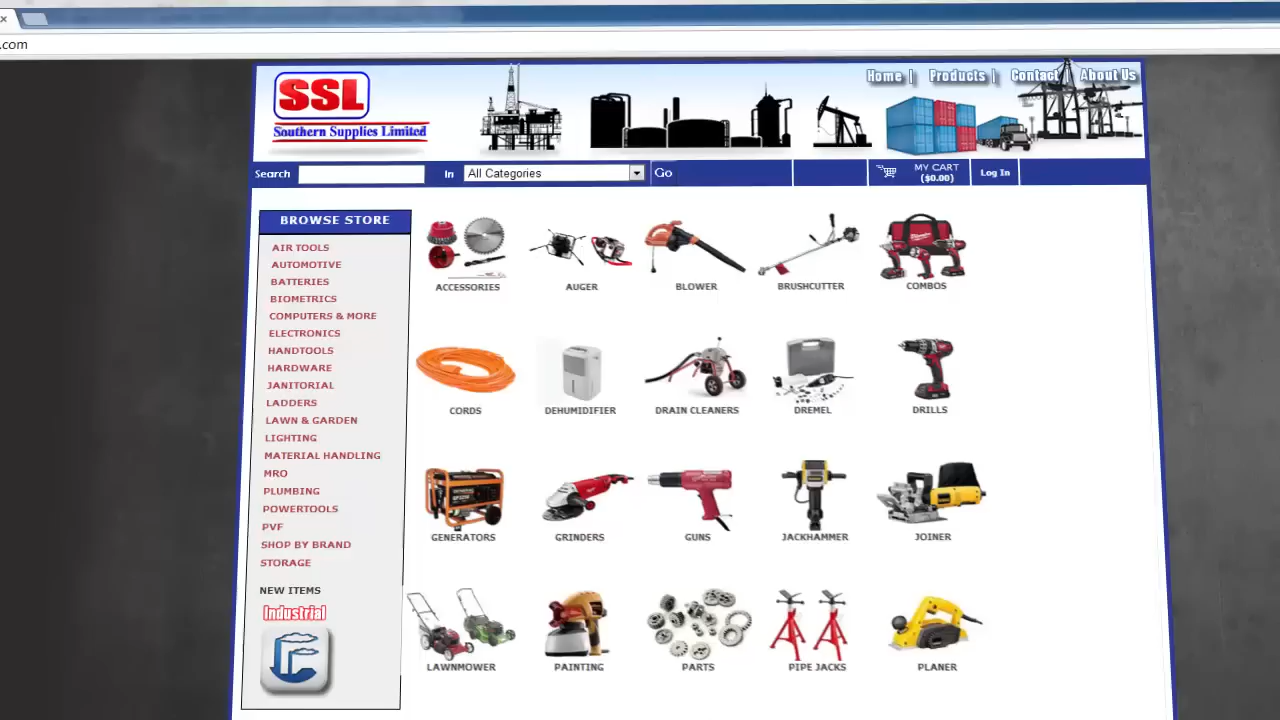 .com
SSL
Southern Supplies Limited
Home | Products | Contact | About Us
Search In All Categories Go MY CART ($0.00) Log In
BROWSE STORE
AIR TOOLS
AUTOMOTIVE
BATTERIES
BIOMETRICS
COMPUTERS & MORE
ELECTRONICS
HANDTOOLS
HARDWARE
JANITORIAL
LADDERS
LAWN & GARDEN
LIGHTING
MATERIAL HANDLING
MRO
PLUMBING
POWERTOOLS
PVF
SHOP BY BRAND
STORAGE
NEW ITEMS
Industrial
ACCESSORIES AUGER BLOWER BRUSHCUTTER COMBOS
CORDS DEHUMIDIFIER DRAIN CLEANERS DREMEL DRILLS
GENERATORS GRINDERS GUNS JACKHAMMER JOINER
LAWNMOWER PAINTING PARTS PIPE JACKS PLANER